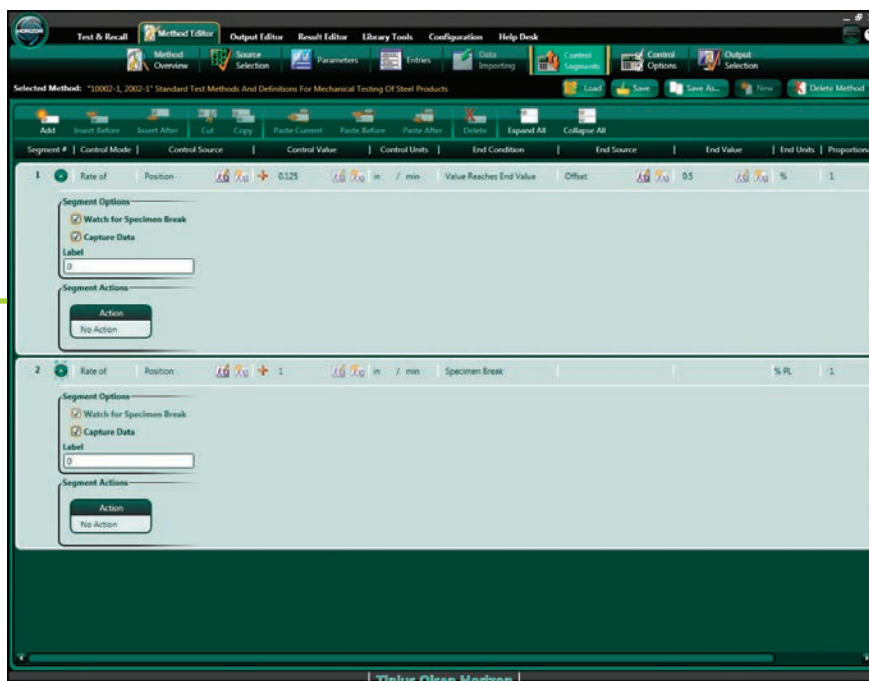 HORIZON
Test & Recall Method Editor Output Editor Result Editor Library Tools Configuration Help Desk
Method Overview Source Selection Parameters Entries Data Importing Control Segments Control Options Output Selection
Selected Method: "10002-1, 2002-1" Standard Test Methods And Definitions For Mechanical Testing Of Steel Products Load Save Save As... New Delete Method
Add Insert Before Insert After Cut Copy Paste Current Paste Before Paste After Delete Expand All Collapse All
Segment # | Control Mode | Control Source | Control Value | Control Units | End Condition | End Source | End Value | End Units | Proportiona
1 Rate of Position 0.125 in / min Value Reaches End Value Offset 0.5 % 1
Segment Options
Watch for Specimen Break
Capture Data
Label
0
Segment Actions
Action
No Action
2 Rate of Position 1 in / min Specimen Break % PL 1
Segment Options
Watch for Specimen Break
Capture Data
Label
0
Segment Actions
Action
No Action
Tinius Olsen Horizon